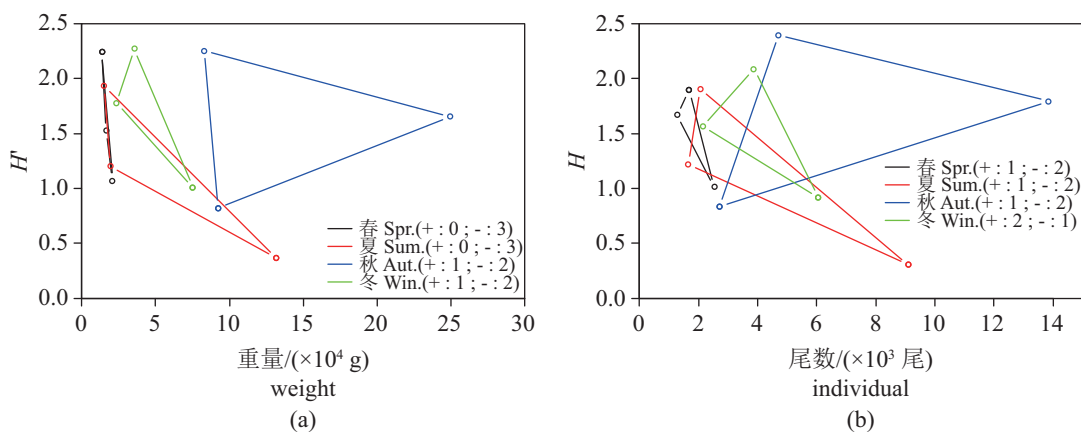 2.5
2.0
1.5
1.0
0.5
0.0
H'
0 5 10 15 20 25 30
春 Spr.(+ : 0 ; - : 3)
夏 Sum.(+ : 0 ; - : 3)
秋 Aut.(+ : 1 ; - : 2)
冬 Win.(+ : 1 ; - : 2)
重量/(×10⁴ g)
weight
(a)
2.5
2.0
1.5
1.0
0.5
0.0
H
0 2 4 6 8 10 12 14
春 Spr.(+ : 1 ; - : 2)
夏 Sum.(+ : 1 ; - : 2)
秋 Aut.(+ : 1 ; - : 2)
冬 Win.(+ : 2 ; - : 1)
尾数/(×10³ 尾)
individual
(b)